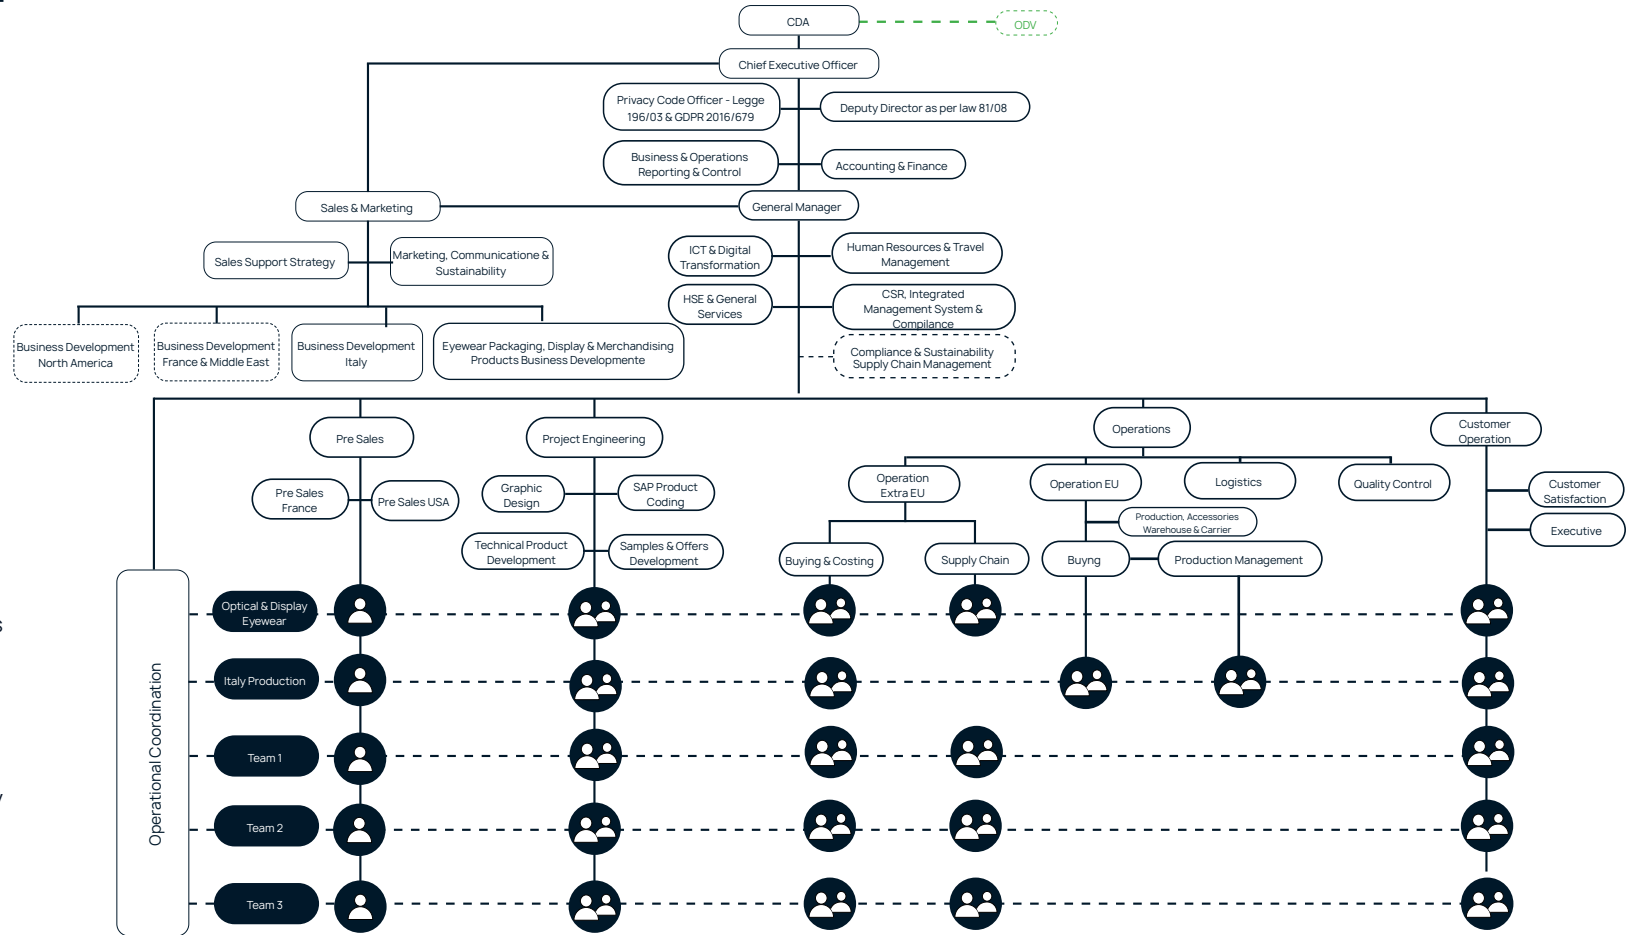 CDA
ODV
Chief Executive Officer
Privacy Code Officer - Legge
196/03 & GDPR 2016/679
Deputy Director as per law 81/08
Business & Operations
Reporting & Control
Accounting & Finance
Sales & Marketing
General Manager
Sales Support Strategy
Marketing, Communicatione &
Sustainability
ICT & Digital
Transformation
Human Resources & Travel
Management
HSE & General
Services
CSR, Integrated
Management System &
Compliance
Business Development
North America
Business Development
France & Middle East
Business Development
Italy
Eyewear Packaging, Display & Merchandising
Products Business Developmente
Compliance & Sustainability
Supply Chain Management
Pre Sales
Project Engineering
Operations
Customer
Operation
Pre Sales
France
Pre Sales USA
Graphic
Design
SAP Product
Coding
Operation
Extra EU
Operation EU
Logistics
Quality Control
Customer
Satisfaction
Production, Accessories
Warehouse & Carrier
Executive
Technical Product
Development
Samples & Offers
Development
Buying & Costing
Supply Chain
Buyng
Production Management
Operational Coordination
Optical & Display
Eyewear
Italy Production
Team 1
Team 2
Team 3